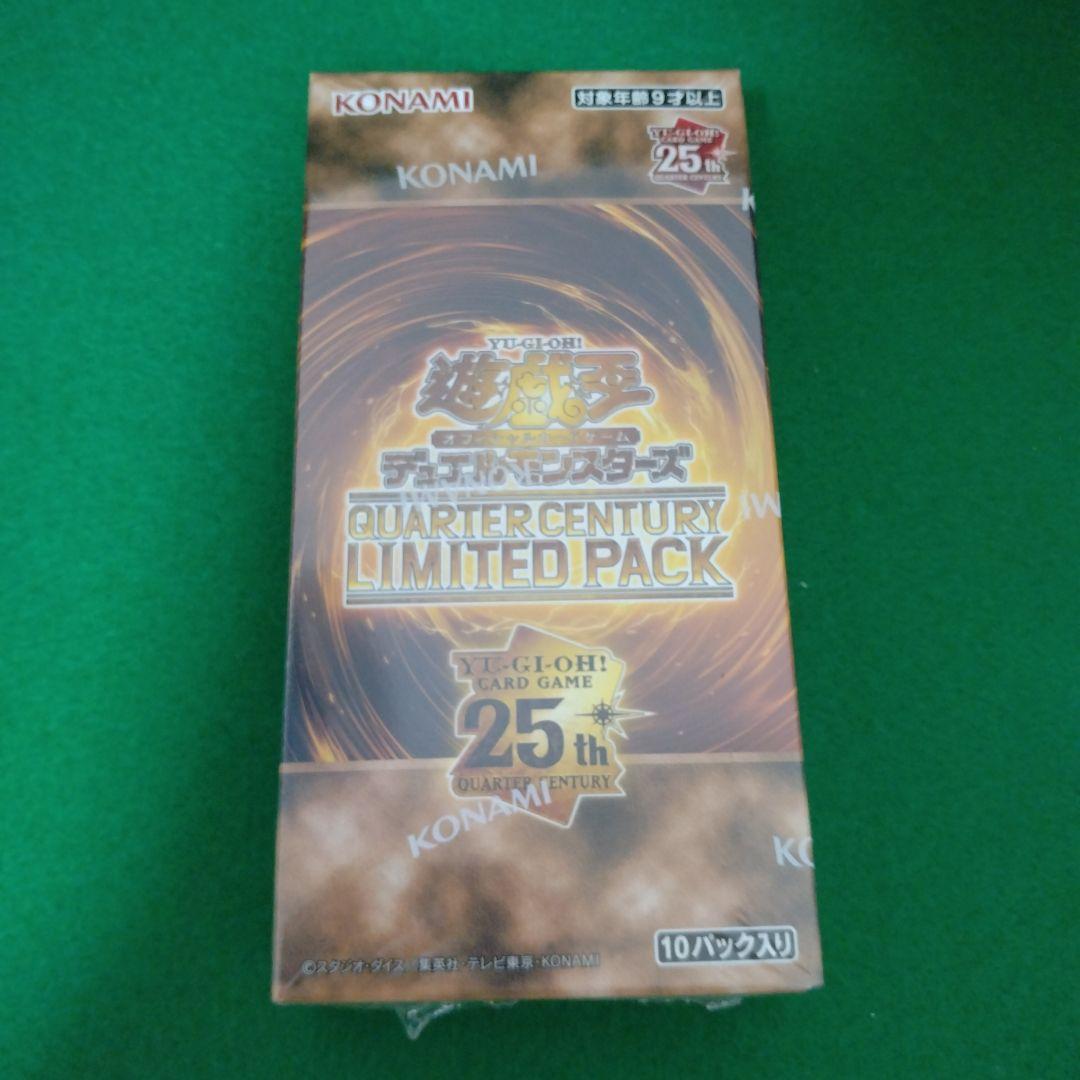 KONAMI
対象年齢9才以上
YU-GI-OH!
CARD GAME
25th
QUARTER CENTURY
KONAMI
K
YU-GI-OH!
遊戯王
オフィシャルカードゲーム
デュエルモンスターズ
KONAMI
QUARTER CENTURY
LIMITED PACK
YU-GI-OH!
CARD GAME
25th
QUARTER CENTURY
KONAMI
KO
10パック入り
©スタジオ・ダイス/集英社・テレビ東京・KONAMI